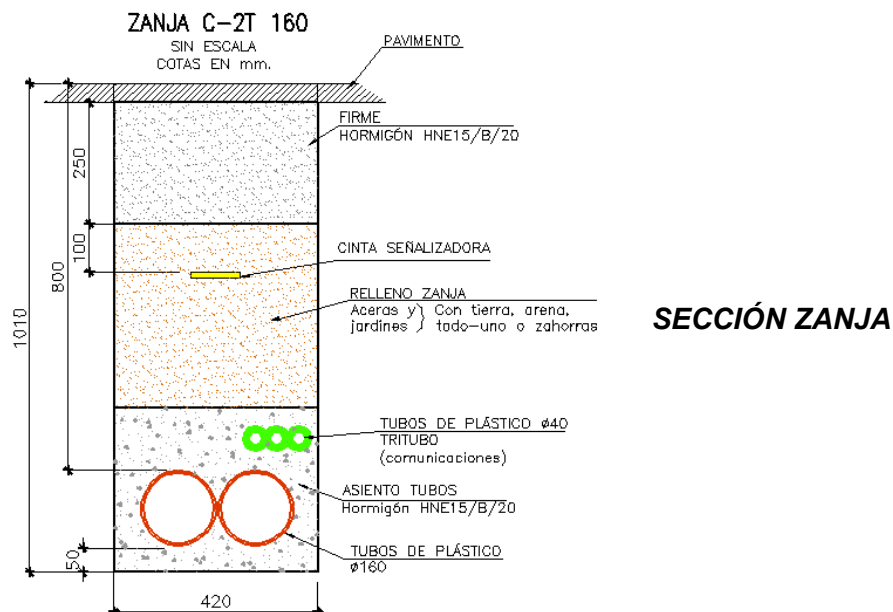 ZANJA C-2T 160
SIN ESCALA
COTAS EN mm.
PAVIMENTO
FIRME
HORMIGÓN HNE15/B/20
250
100
800
1010
CINTA SEÑALIZADORA
RELLENO ZANJA
Aceras y } Con tierra, arena,
jardines } todo-uno o zahorras
SECCIÓN ZANJA
TUBOS DE PLÁSTICO ø40
TRITUBO
(comunicaciones)
ASIENTO TUBOS
Hormigón HNE15/B/20
TUBOS DE PLÁSTICO
ø160
50
420